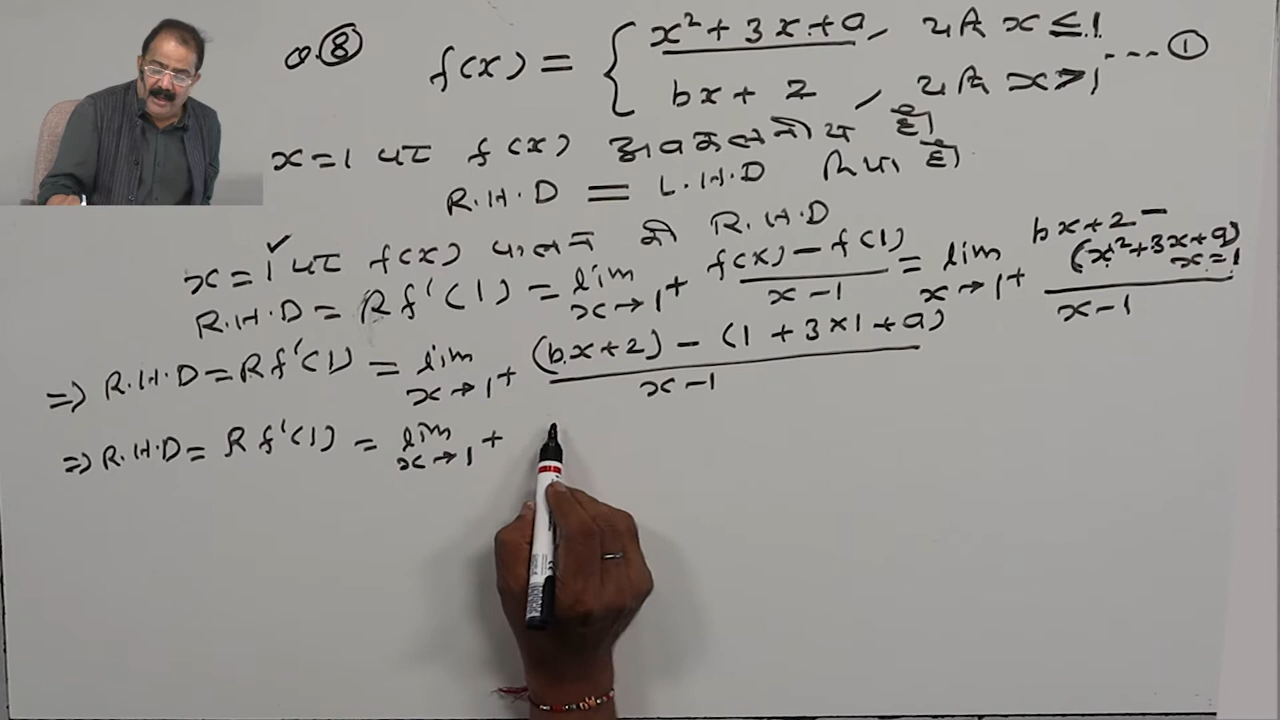 Q.⑧ f(x) = { x² + 3x + a, यदि x ≤ 1
bx + 2, यदि x > 1 ---- ①
x = 1 पर f(x) अवकलनीय है।
R.H.D = L.H.D दिया है।
x = 1 पर f(x) फलन की R.H.D
R.H.D = Rf'(1) = lim x→1⁺ (f(x) − f(1))/(x − 1) = lim x→1⁺ (bx + 2 − (x² + 3x + a) x=1)/(x − 1)
⇒ R.H.D = Rf'(1) = lim x→1⁺ ((bx + 2) − (1 + 3×1 + a))/(x − 1)
⇒ R.H.D = Rf'(1) = lim x→1⁺